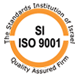 The Standards Institution of Israel
SI
ISO 9001
Quality Assured Firm